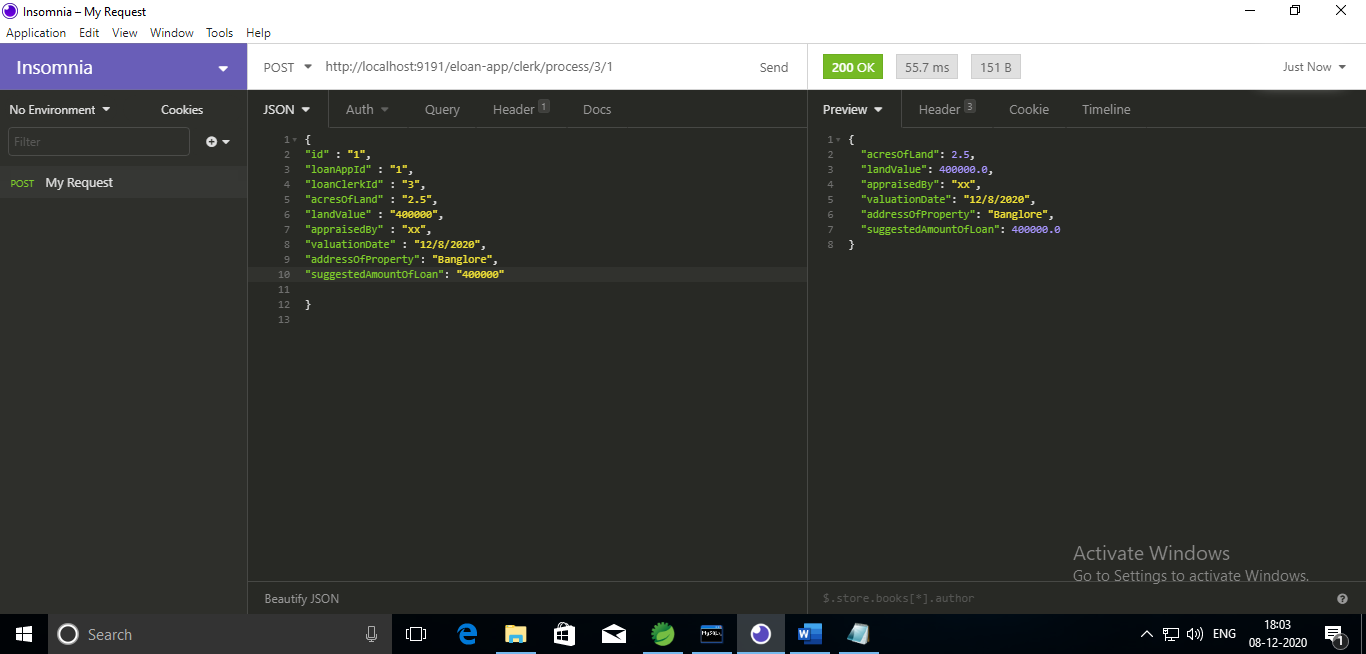 Insomnia – My Request
Application Edit View Window Tools Help
Insomnia
POST http://localhost:9191/eloan-app/clerk/process/3/1 Send
200 OK 55.7 ms 151 B Just Now
No Environment Cookies
JSON Auth Query Header 1 Docs
Preview Header 3 Cookie Timeline
Filter
POST My Request
1 {
2 "id" : "1",
3 "loanAppId" : "1",
4 "loanClerkId" : "3",
5 "acresOfLand" : "2.5",
6 "landValue" : "400000",
7 "appraisedBy" : "xx",
8 "valuationDate" : "12/8/2020",
9 "addressOfProperty": "Banglore",
10 "suggestedAmountOfLoan": "400000"
11
12 }
13
1 {
2 "acresOfLand": 2.5,
3 "landValue": 400000.0,
4 "appraisedBy": "xx",
5 "valuationDate": "12/8/2020",
6 "addressOfProperty": "Banglore",
7 "suggestedAmountOfLoan": 400000.0
8 }
Activate Windows
Go to Settings to activate Windows.
Beautify JSON
$.store.books[*].author
Search
MySQL
ENG
18:03
08-12-2020
1